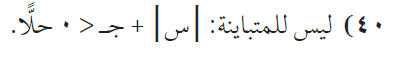 ٤٠) ليس للمتباينة: |س| + جـ < ٠ حلًّا.